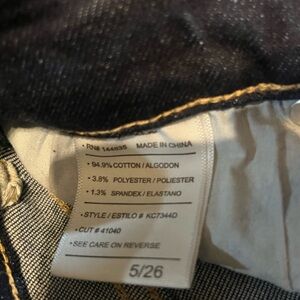 • RN# 144635 MADE IN CHINA
• 94.9% COTTON / ALGODON
• 3.8% POLYESTER / POLIESTER
• 1.3% SPANDEX / ELASTANO
• STYLE / ESTILO # KC7344D
• CUT # 41040
• SEE CARE ON REVERSE
5/26